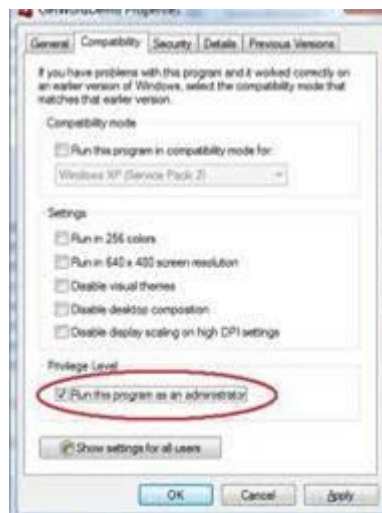 Properties
General Compatibility Security Details Previous Versions
If you have problems with this program and it worked correctly on
an earlier version of Windows, select the compatibility mode that
matches that earlier version.
Compatibility mode
Run this program in compatibility mode for:
Windows XP (Service Pack 2)
Settings
Run in 256 colors
Run in 640 x 480 screen resolution
Disable visual themes
Disable desktop composition
Disable display scaling on high DPI settings
Privilege Level
Run this program as an administrator
Show settings for all users
OK Cancel Apply